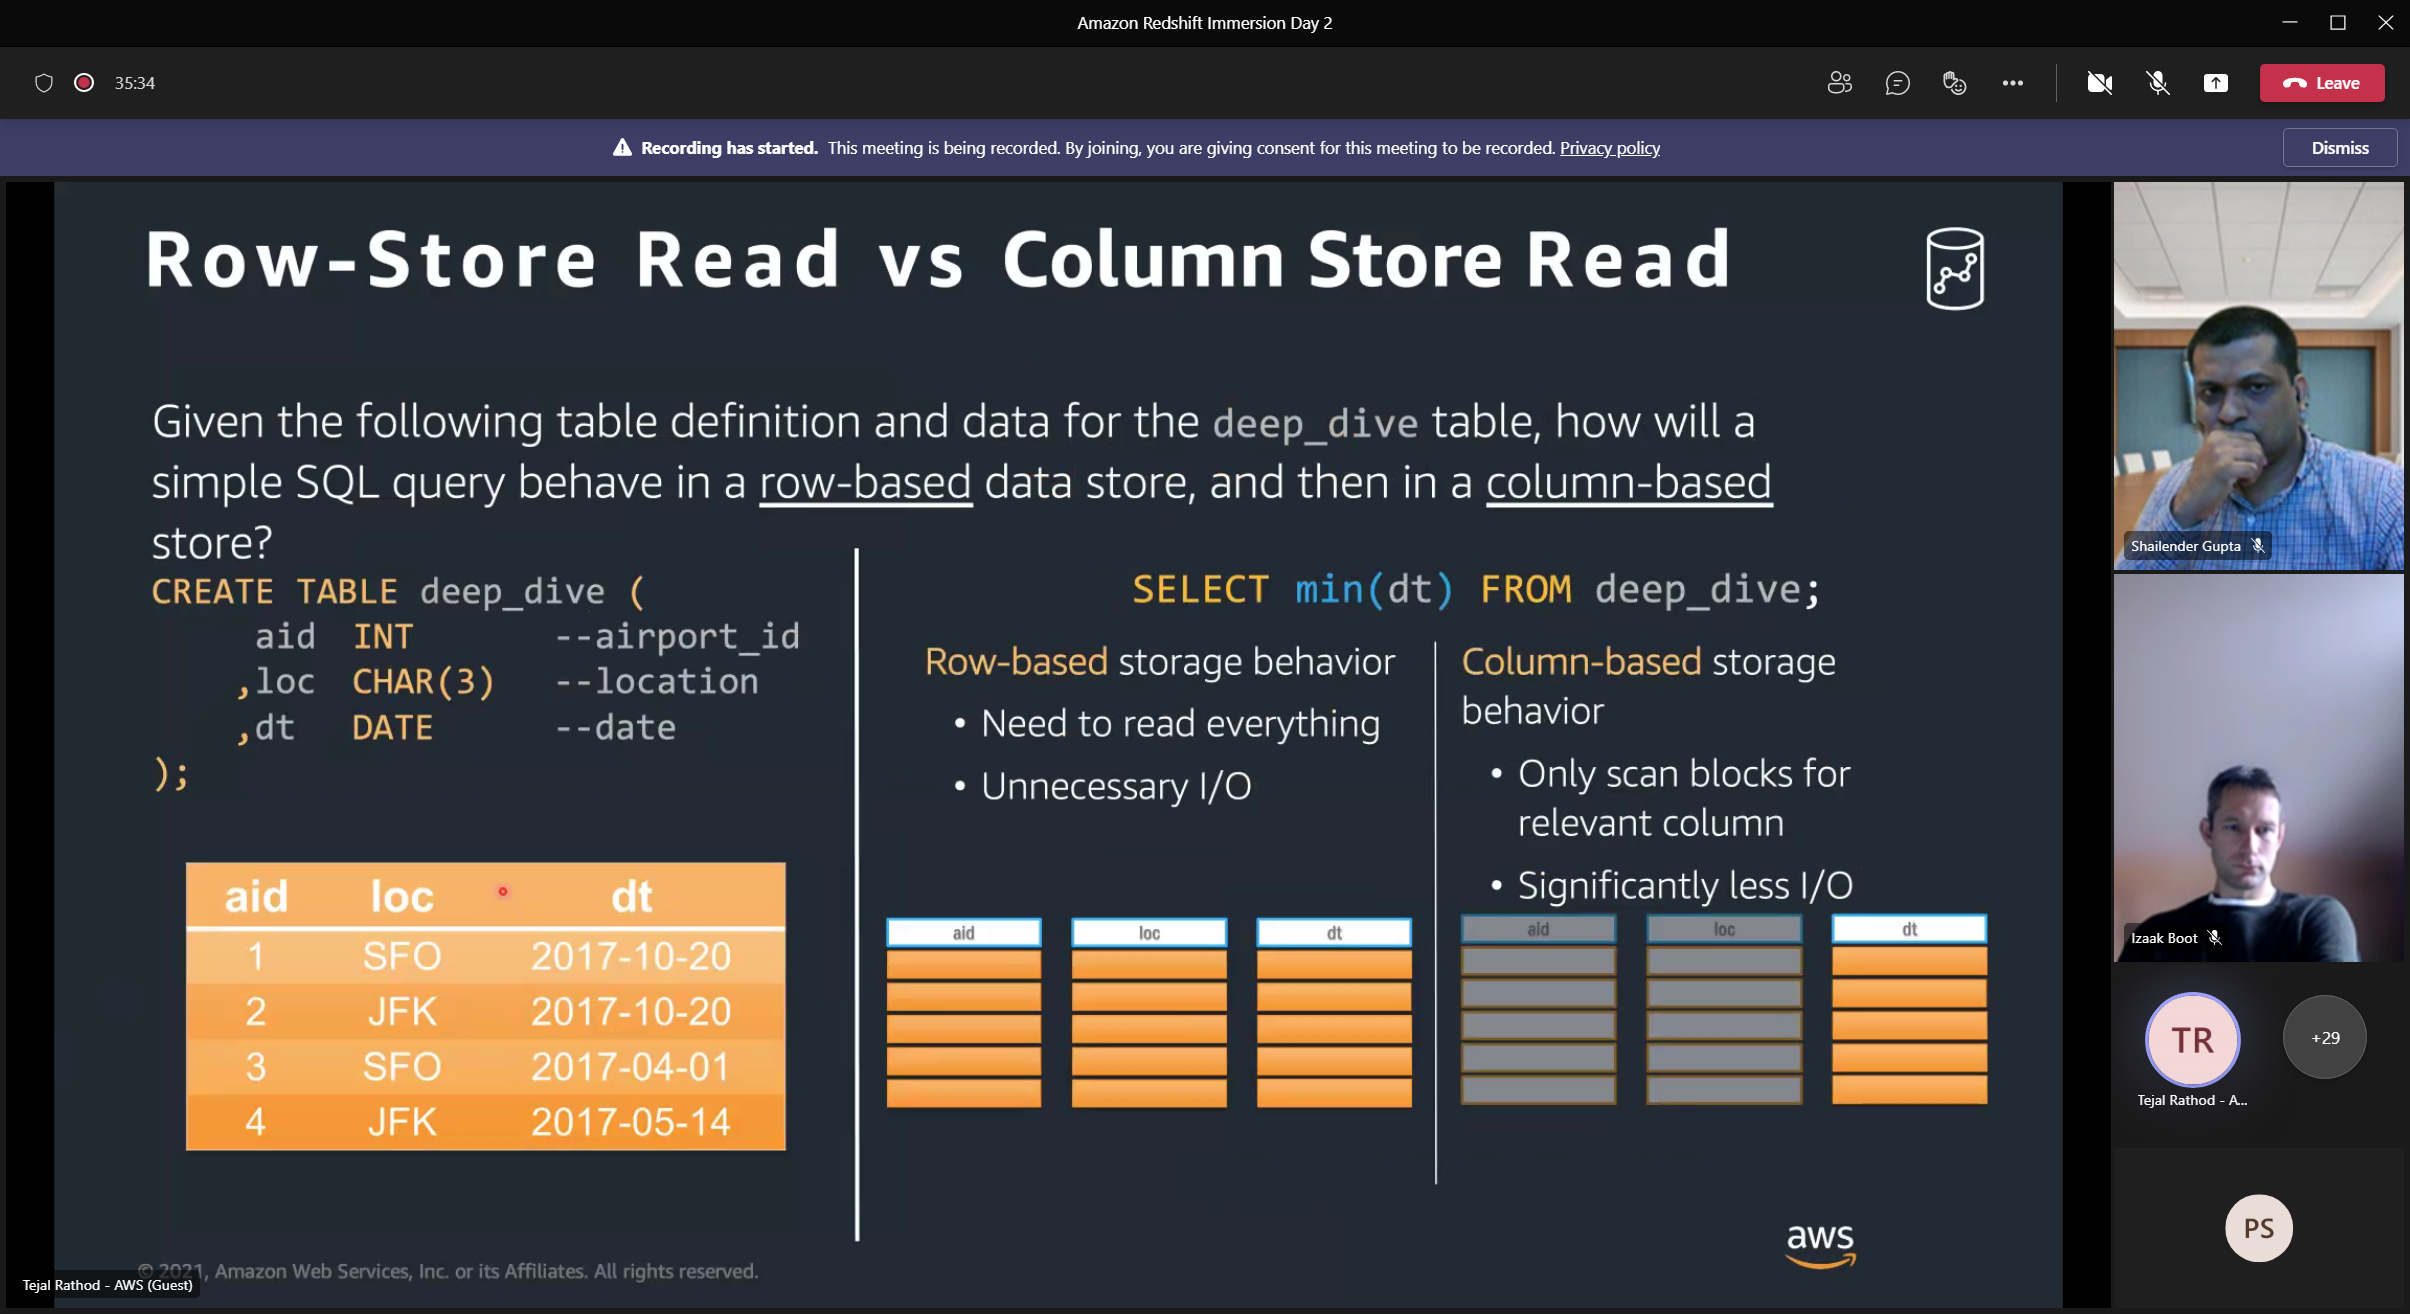 Amazon Redshift Immersion Day 2
35:34
Leave
Recording has started. This meeting is being recorded. By joining, you are giving consent for this meeting to be recorded. Privacy policy
Dismiss
Row-Store Read vs Column Store Read
Given the following table definition and data for the deep_dive table, how will a
simple SQL query behave in a row-based data store, and then in a column-based
store?
CREATE TABLE deep_dive (
aid INT --airport_id
,loc CHAR(3) --location
,dt DATE --date
);
aid loc dt
1 SFO 2017-10-20
2 JFK 2017-10-20
3 SFO 2017-04-01
4 JFK 2017-05-14
SELECT min(dt) FROM deep_dive;
Row-based storage behavior
• Need to read everything
• Unnecessary I/O
aid loc dt
Column-based storage
behavior
• Only scan blocks for
relevant column
• Significantly less I/O
aid loc dt
aws
© 2021, Amazon Web Services, Inc. or its Affiliates. All rights reserved.
Tejal Rathod - AWS (Guest)
Shailender Gupta
Izaak Boot
TR
+29
Tejal Rathod - A...
PS